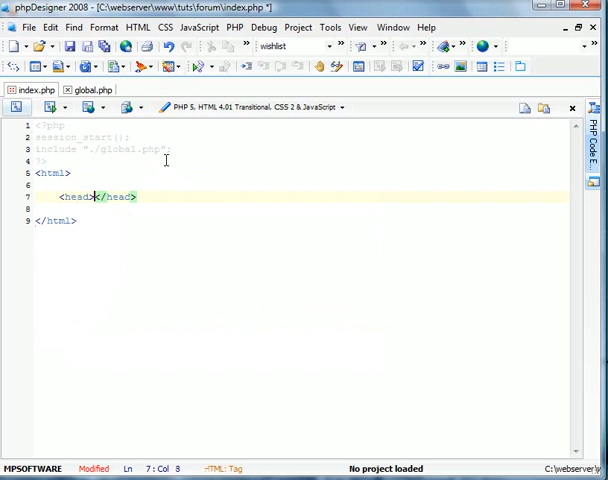 phpDesigner 2008 - [C:\webserver\www\tuts\forum\index.php *]
File Edit Find Format HTML CSS JavaScript PHP Debug Project Tools View Window Help
wishlist
index.php global.php
PHP 5, HTML 4.01 Transitional, CSS 2 & JavaScript
1 <?php
2 session_start();
3 include "./global.php";
4 ?>
5 <html>
6
7 <head></head>
8
9 </html>
PHP Code E
MPSOFTWARE Modified Ln 7 : Col 8 HTML: Tag No project loaded C:\webserver\